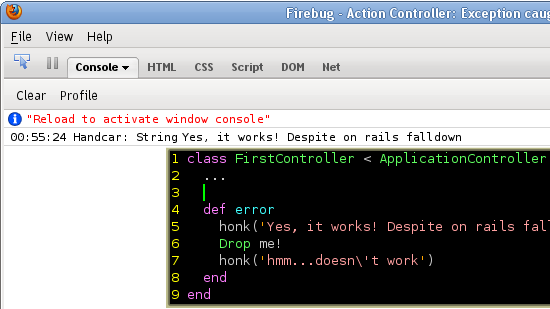 Firebug - Action Controller: Exception caug
File View Help
Console HTML CSS Script DOM Net
Clear Profile
"Reload to activate window console"
00:55:24 Handcar: String Yes, it works! Despite on rails falldown
1 class FirstController < ApplicationController
2 ...
3
4 def error
5 honk('Yes, it works! Despite on rails fal
6 Drop me!
7 honk('hmm...doesn\'t work')
8 end
9 end